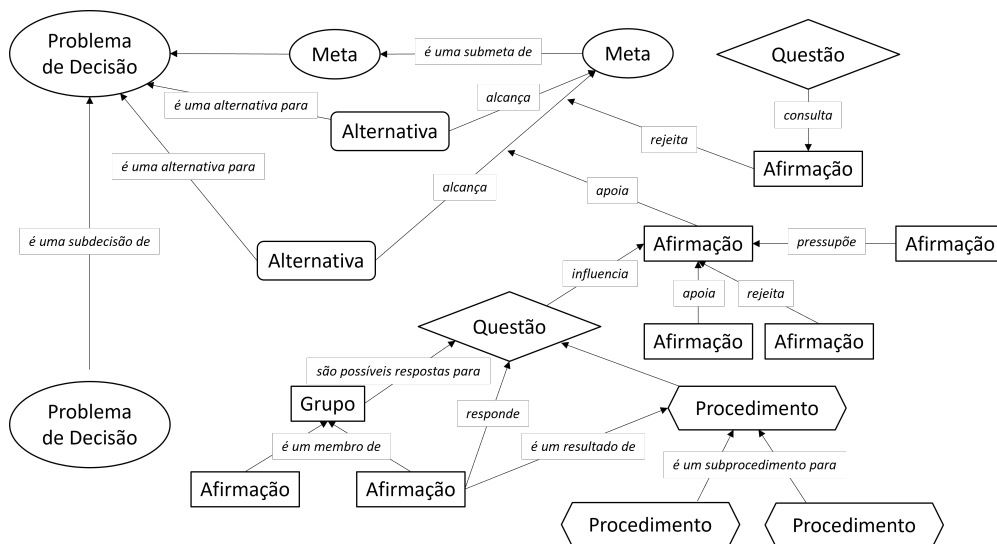 Problema
de Decisão
Meta
é uma submeta de
Meta
Questão
é uma alternativa para
alcança
consulta
Alternativa
rejeita
é uma alternativa para
Afirmação
alcança
apoia
é uma subdecisão de
Alternativa
Afirmação
pressupõe
Afirmação
influencia
apoia
rejeita
Questão
Afirmação
Afirmação
são possíveis respostas para
Grupo
responde
Procedimento
Problema
de Decisão
é um membro de
é um resultado de
é um subprocedimento para
Afirmação
Afirmação
Procedimento
Procedimento